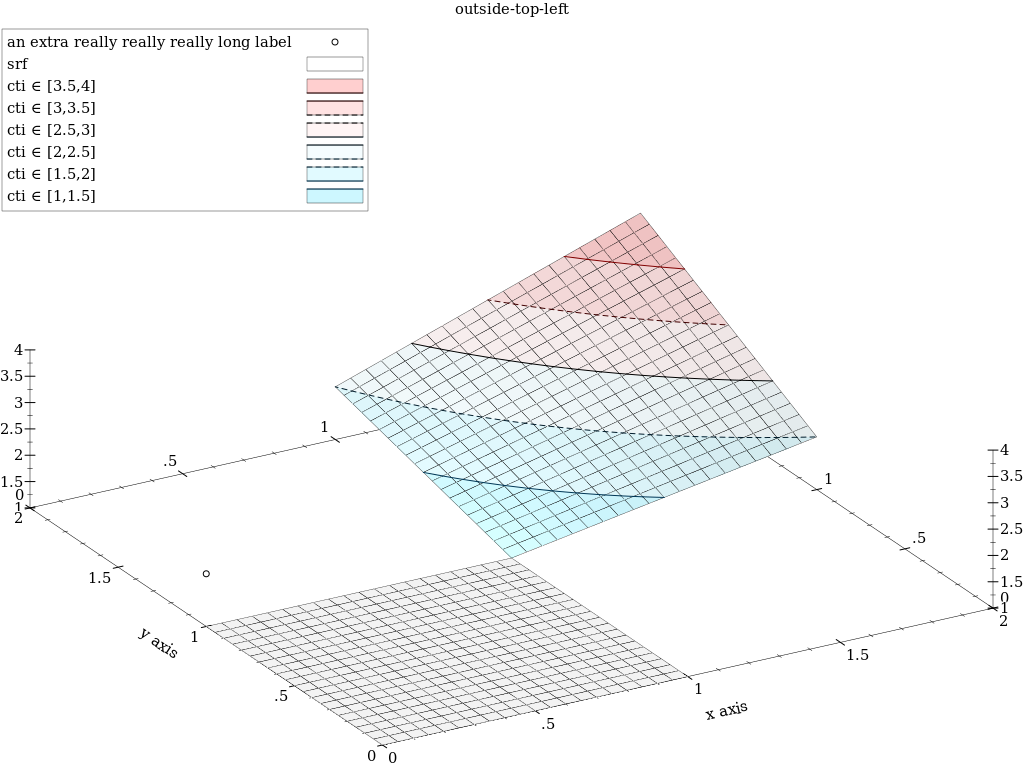 outside-top-left
an extra really really really long label
srf
cti ∈ [3.5,4]
cti ∈ [3,3.5]
cti ∈ [2.5,3]
cti ∈ [2,2.5]
cti ∈ [1.5,2]
cti ∈ [1,1.5]
4
3.5
3
2.5
2
1.5
1
0
.5
1
2
1.5
1
.5
0
y axis
0
.5
1
1.5
2
x axis
1
.5
0
4
3.5
3
2.5
2
1.5
1